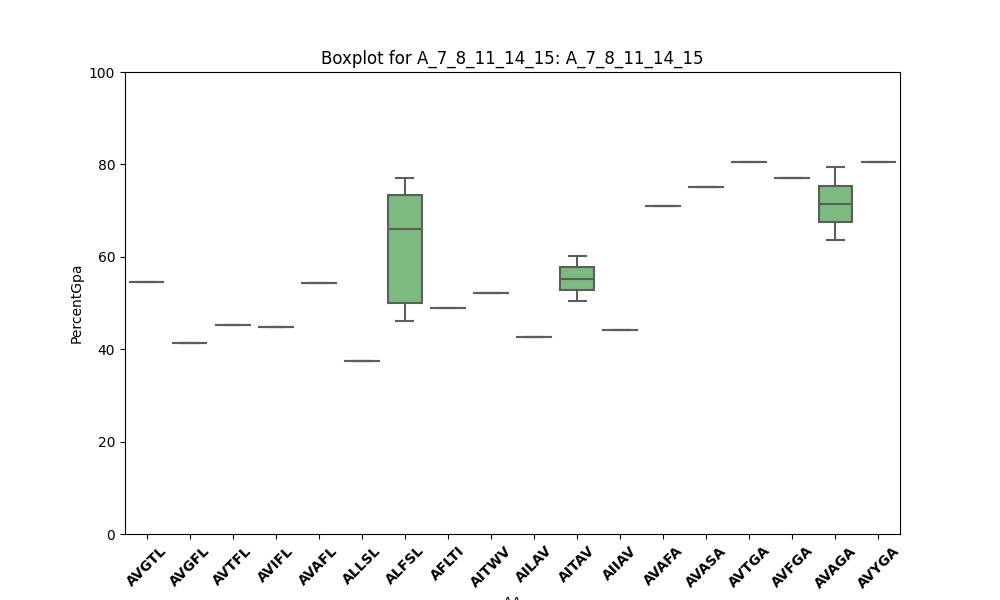 Boxplot for A_7_8_11_14_15: A_7_8_11_14_15
PercentGpa
100
80
60
40
20
0
AVGTL
AVGFL
AVTFL
AVIFL
AVAFL
ALLSL
ALFSL
AFLTI
AITWV
AILAV
AITAV
AIIAV
AVAFA
AVASA
AVTGA
AVFGA
AVAGA
AVYGA
AA